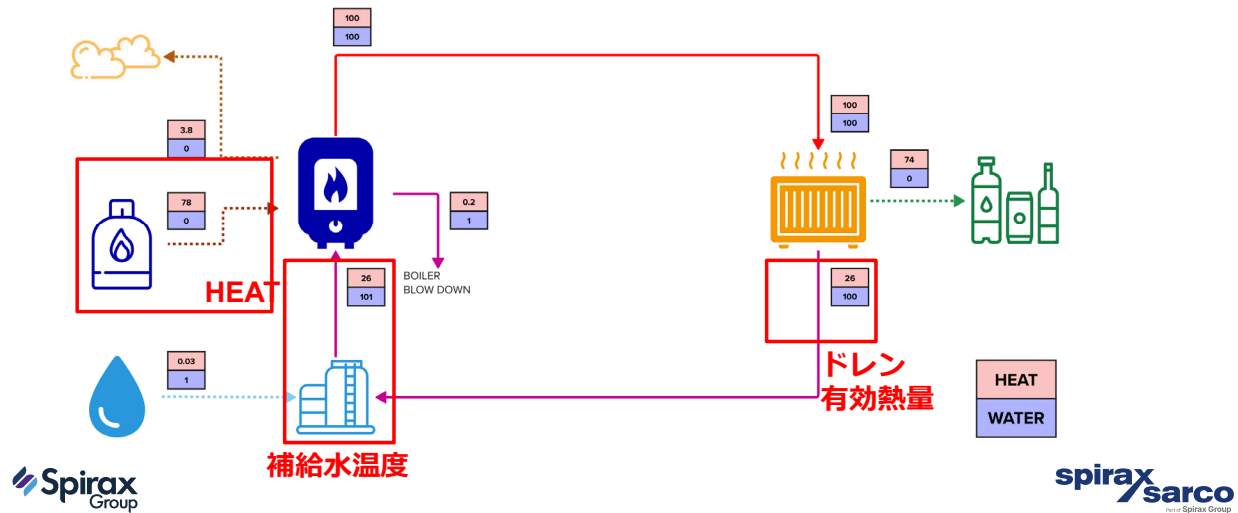 100
100
100
100
3.8
0
74
0
78
0
0.2
1
HEAT
26
101
BOILER
BLOW DOWN
26
100
0.03
1
ドレン
有効熱量
HEAT
WATER
補給水温度
Spirax
Group
spirax
sarco
Part of Spirax Group